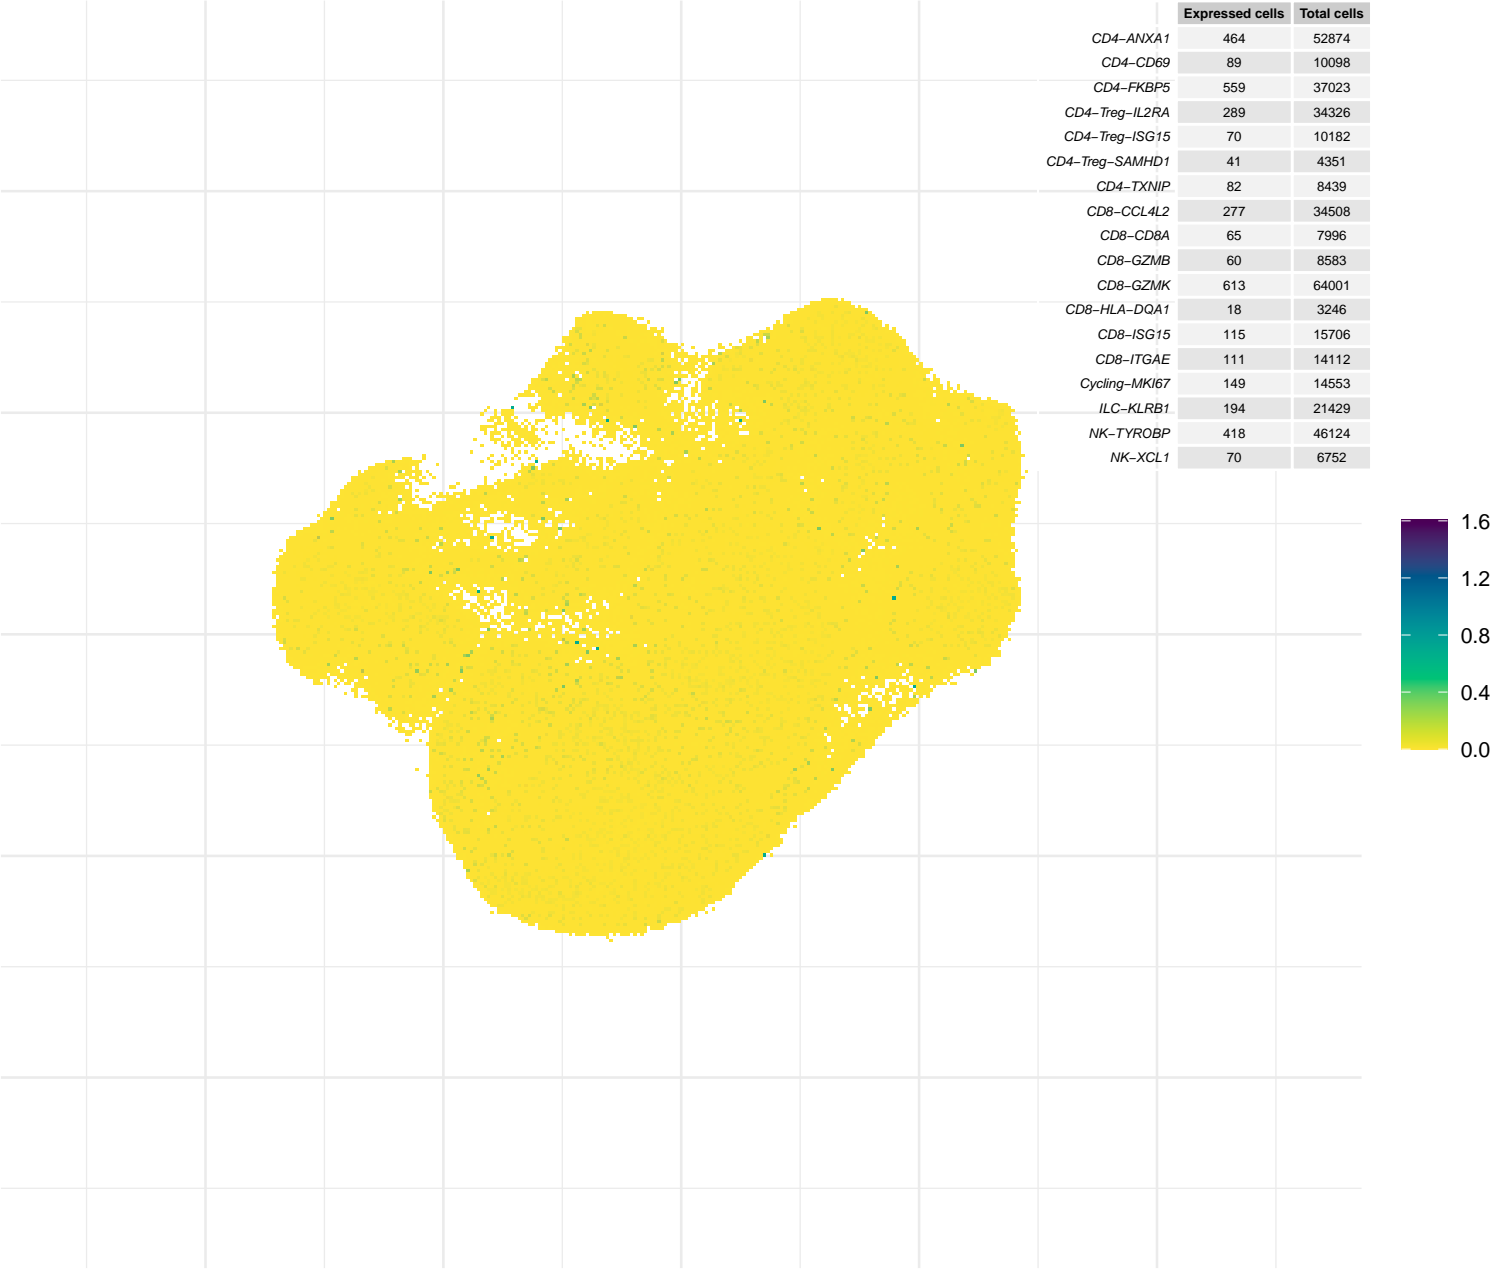 Expressed cells Total cells
CD4−ANXA1 464 52874
CD4−CD69 89 10098
CD4−FKBP5 559 37023
CD4−Treg−IL2RA 289 34326
CD4−Treg−ISG15 70 10182
CD4−Treg−SAMHD1 41 4351
CD4−TXNIP 82 8439
CD8−CCL4L2 277 34508
CD8−CD8A 65 7996
CD8−GZMB 60 8583
CD8−GZMK 613 64001
CD8−HLA−DQA1 18 3246
CD8−ISG15 115 15706
CD8−ITGAE 111 14112
Cycling−MKI67 149 14553
ILC−KLRB1 194 21429
NK−TYROBP 418 46124
NK−XCL1 70 6752
1.6
1.2
0.8
0.4
0.0